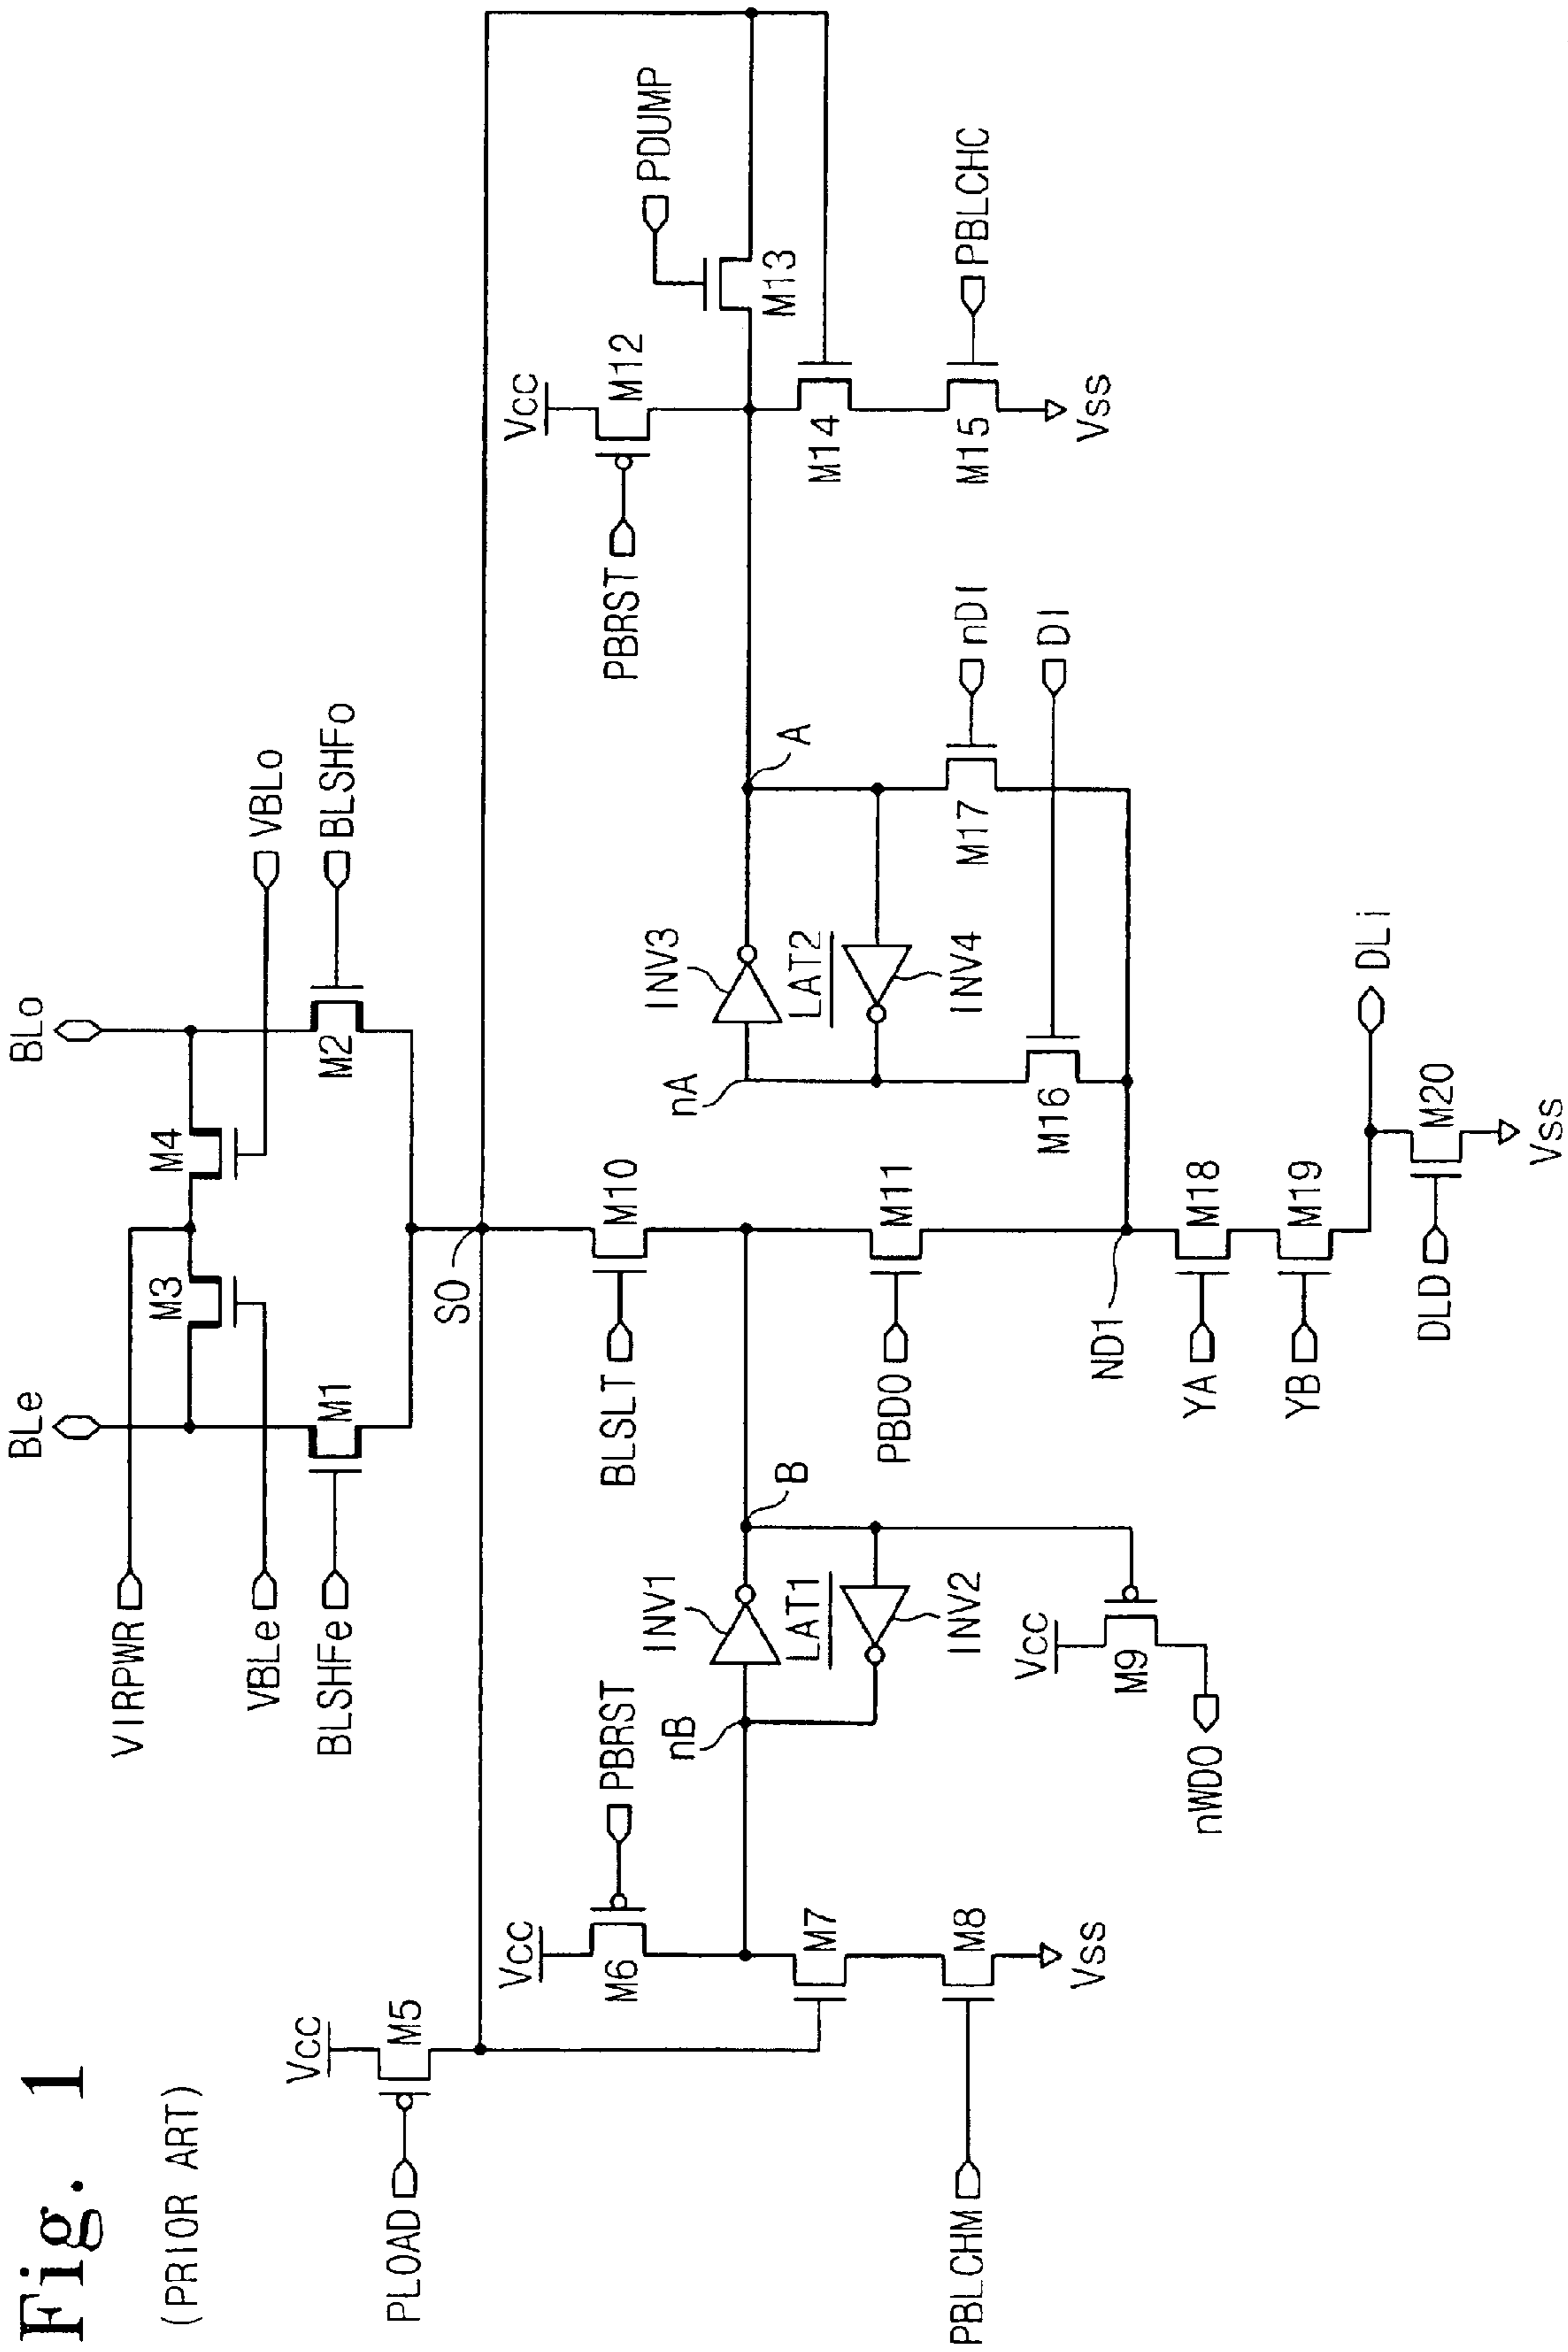 Fig. 1
(PRIOR ART)
BLe
BLo
VIRPWR
M3
M4
VBLe
VBLo
BLSHFe
M1
M2
BLSHFo
Vcc
PLOAD
M5
SO
Vcc
M6
PBRST
BLSLT
M10
PBRST
Vcc
M12
PDUMP
M13
nB
INV1
B
LAT1
INV2
nA
INV3
A
LAT2
INV4
M7
M8
PBLCHM
Vss
PBDO
M11
M14
M15
PBLCHC
Vss
M17
nDI
M16
DI
Vcc
M9
nWDO
ND1
YA
M18
YB
M19
DLi
DLD
M20
Vss